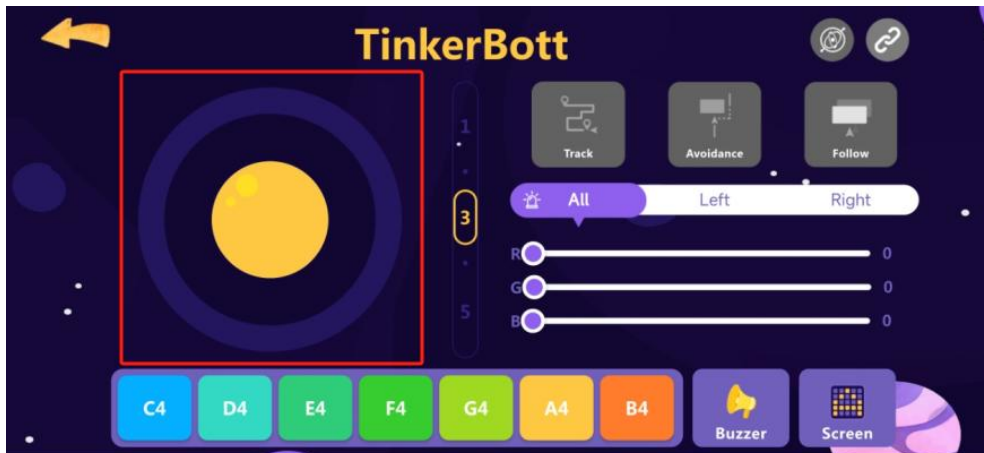 TinkerBott
1
3
5
Track
Avoidance
Follow
All Left Right
R 0
G 0
B 0
C4 D4 E4 F4 G4 A4 B4
Buzzer
Screen